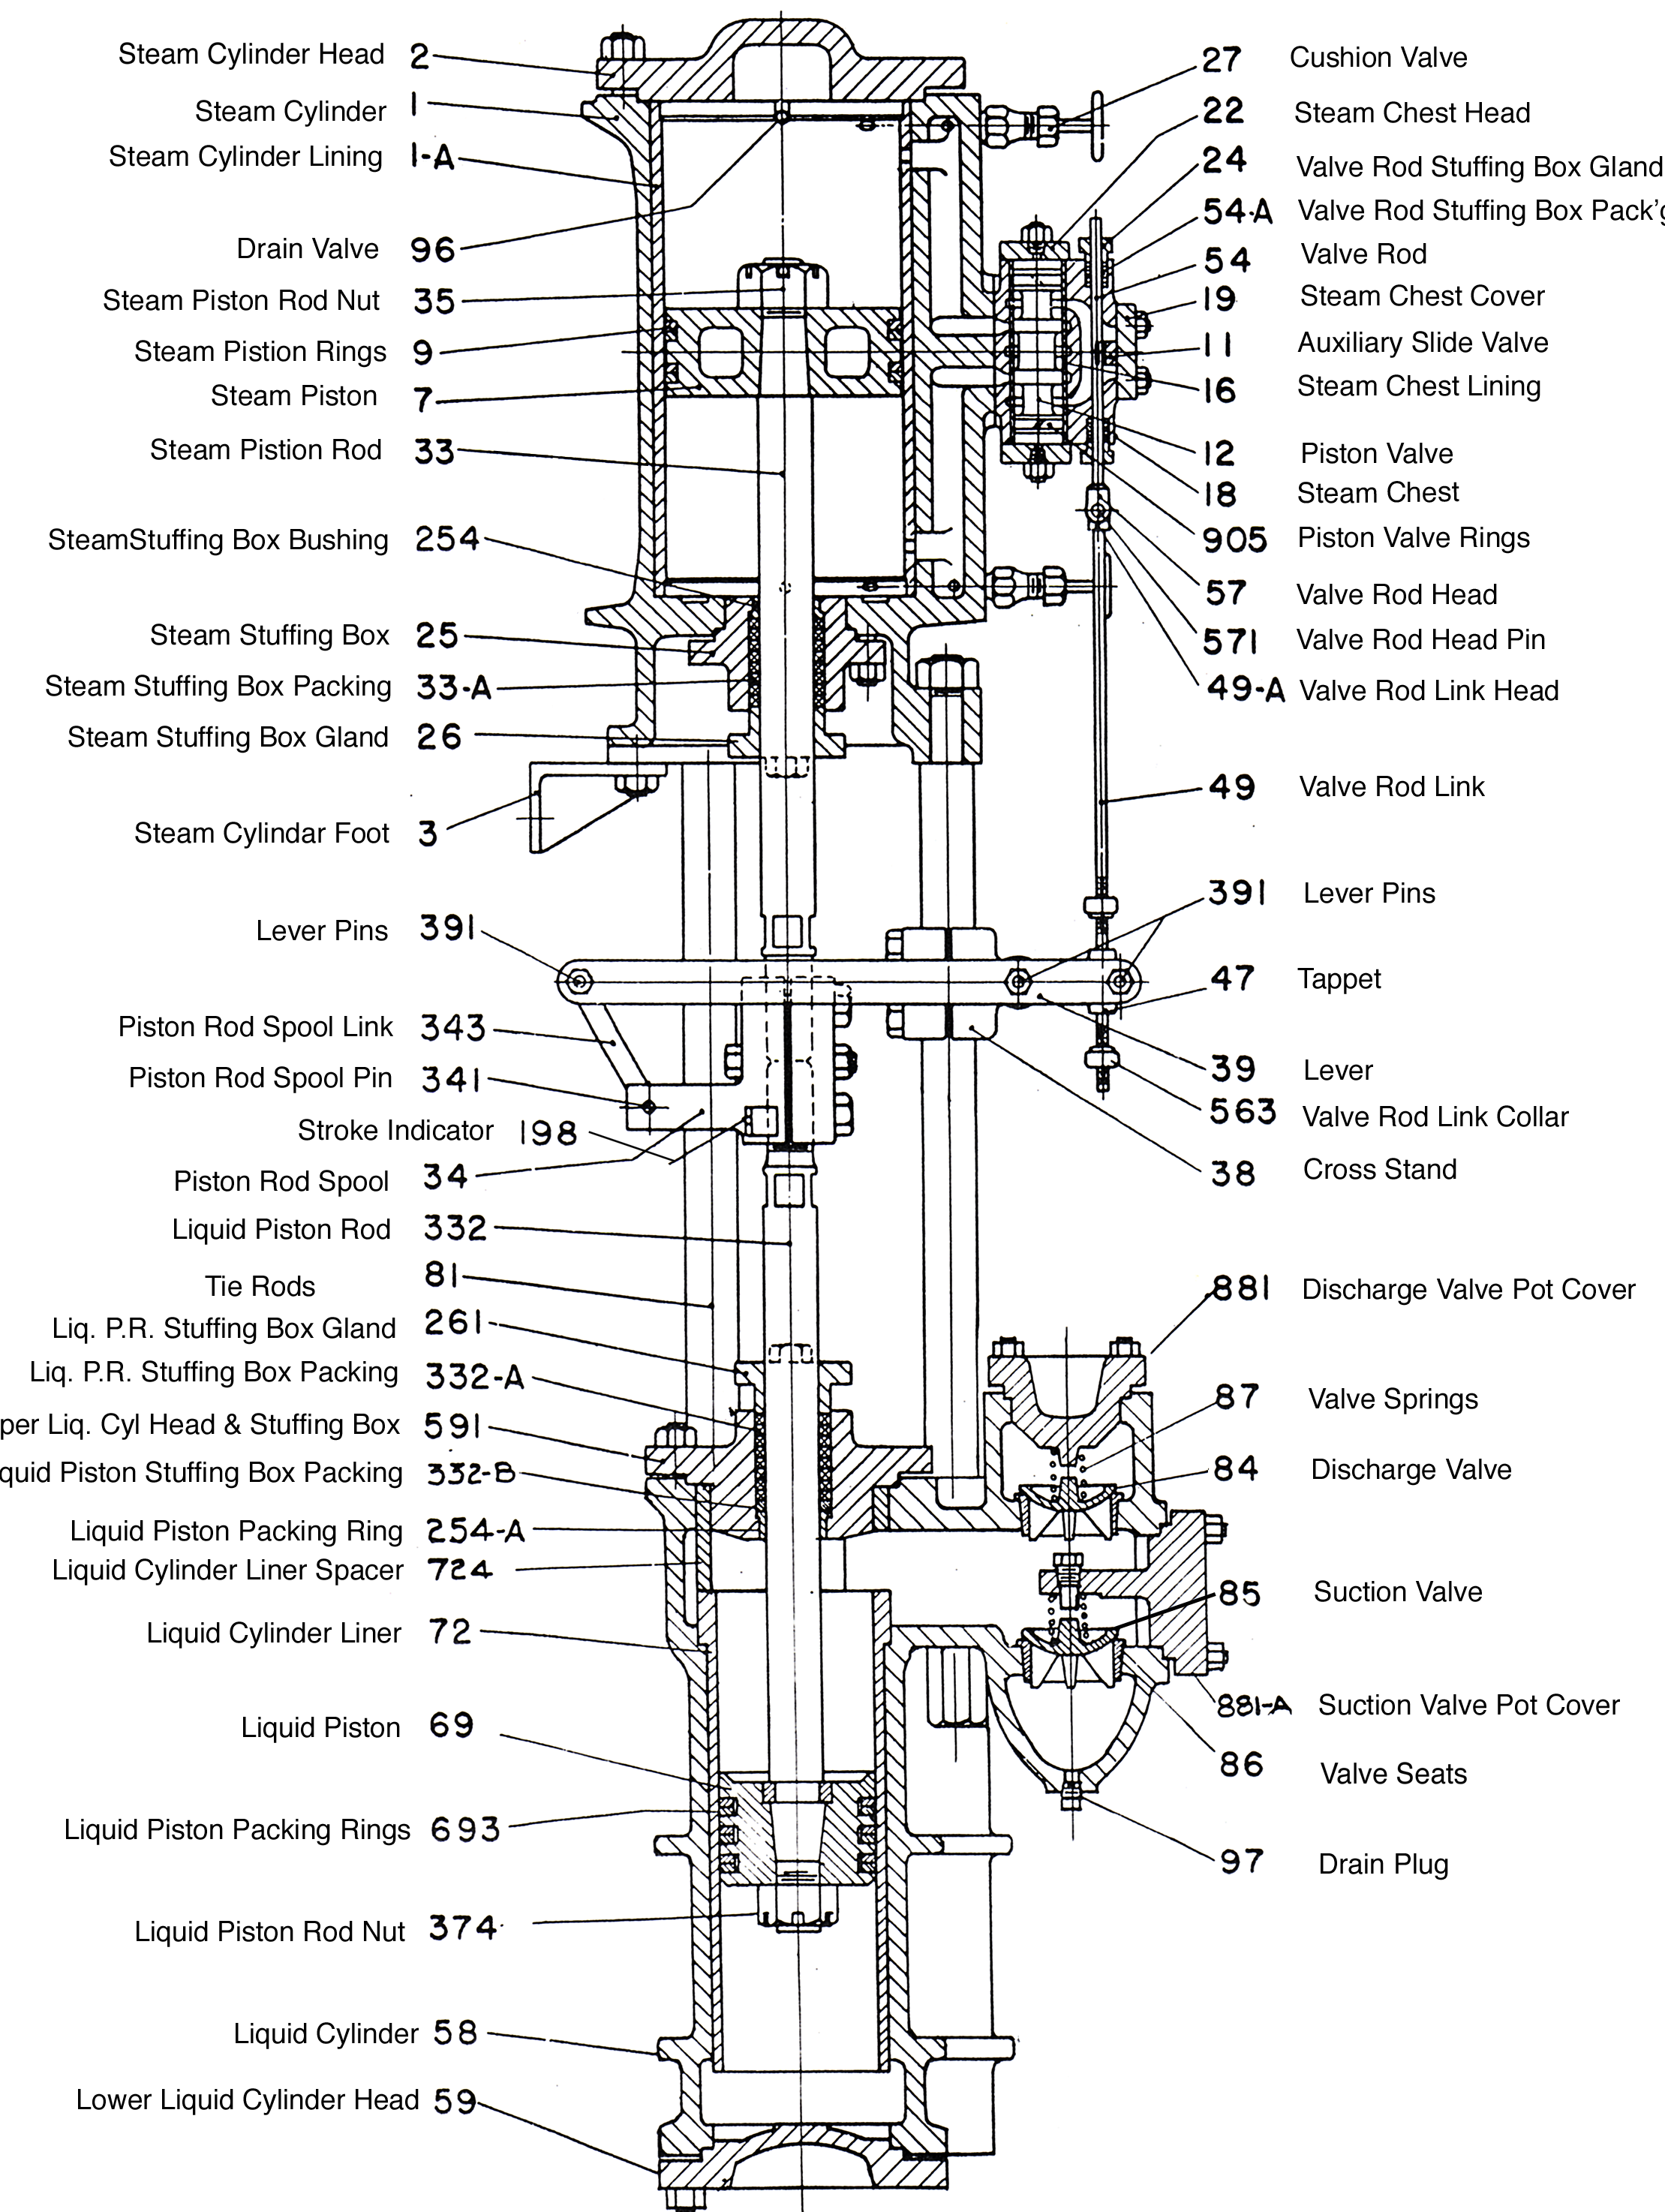 Steam Cylinder Head 2
Steam Cylinder 1
Steam Cylinder Lining 1-A
Drain Valve 96
Steam Piston Rod Nut 35
Steam Pistion Rings 9
Steam Piston 7
Steam Pistion Rod 33
SteamStuffing Box Bushing 254
Steam Stuffing Box 25
Steam Stuffing Box Packing 33-A
Steam Stuffing Box Gland 26
Steam Cylindar Foot 3
Lever Pins 391
Piston Rod Spool Link 343
Piston Rod Spool Pin 341
Stroke Indicator 198
Piston Rod Spool 34
Liquid Piston Rod 332
Tie Rods 81
Liq. P.R. Stuffing Box Gland 261
Liq. P.R. Stuffing Box Packing 332-A
per Liq. Cyl Head & Stuffing Box 591
quid Piston Stuffing Box Packing 332-B
Liquid Piston Packing Ring 254-A
Liquid Cylinder Liner Spacer 724
Liquid Cylinder Liner 72
Liquid Piston 69
Liquid Piston Packing Rings 693
Liquid Piston Rod Nut 374
Liquid Cylinder 58
Lower Liquid Cylinder Head 59
27 Cushion Valve
22 Steam Chest Head
24 Valve Rod Stuffing Box Gland
54-A Valve Rod Stuffing Box Pack'g
54 Valve Rod
19 Steam Chest Cover
11 Auxiliary Slide Valve
16 Steam Chest Lining
12 Piston Valve
18 Steam Chest
905 Piston Valve Rings
57 Valve Rod Head
571 Valve Rod Head Pin
49-A Valve Rod Link Head
49 Valve Rod Link
391 Lever Pins
47 Tappet
39 Lever
563 Valve Rod Link Collar
38 Cross Stand
881 Discharge Valve Pot Cover
87 Valve Springs
84 Discharge Valve
85 Suction Valve
881-A Suction Valve Pot Cover
86 Valve Seats
97 Drain Plug